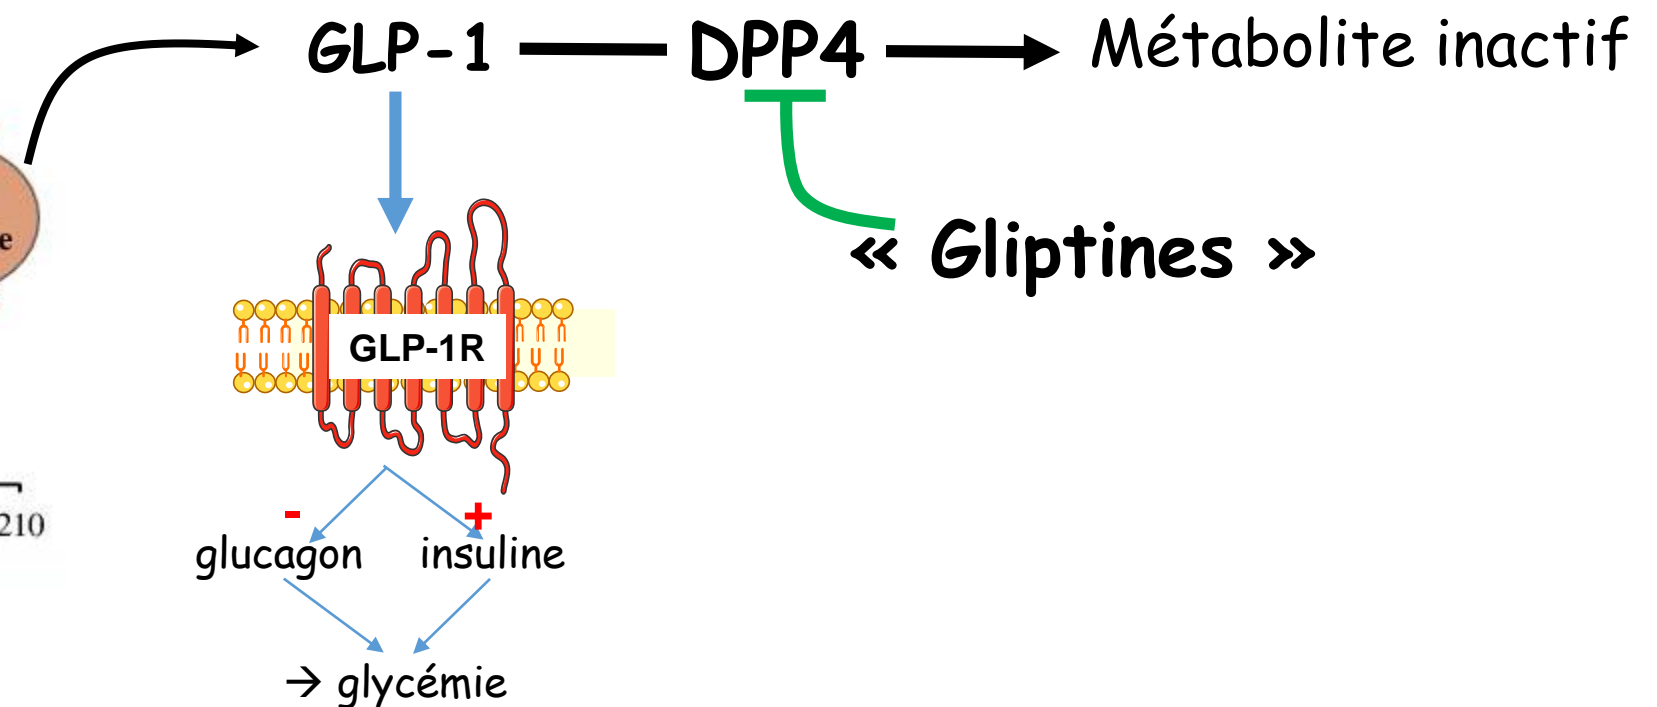 GLP-1
DPP4
Métabolite inactif
« Gliptines »
e
GLP-1R
210
- +
glucagon insuline
→ glycémie